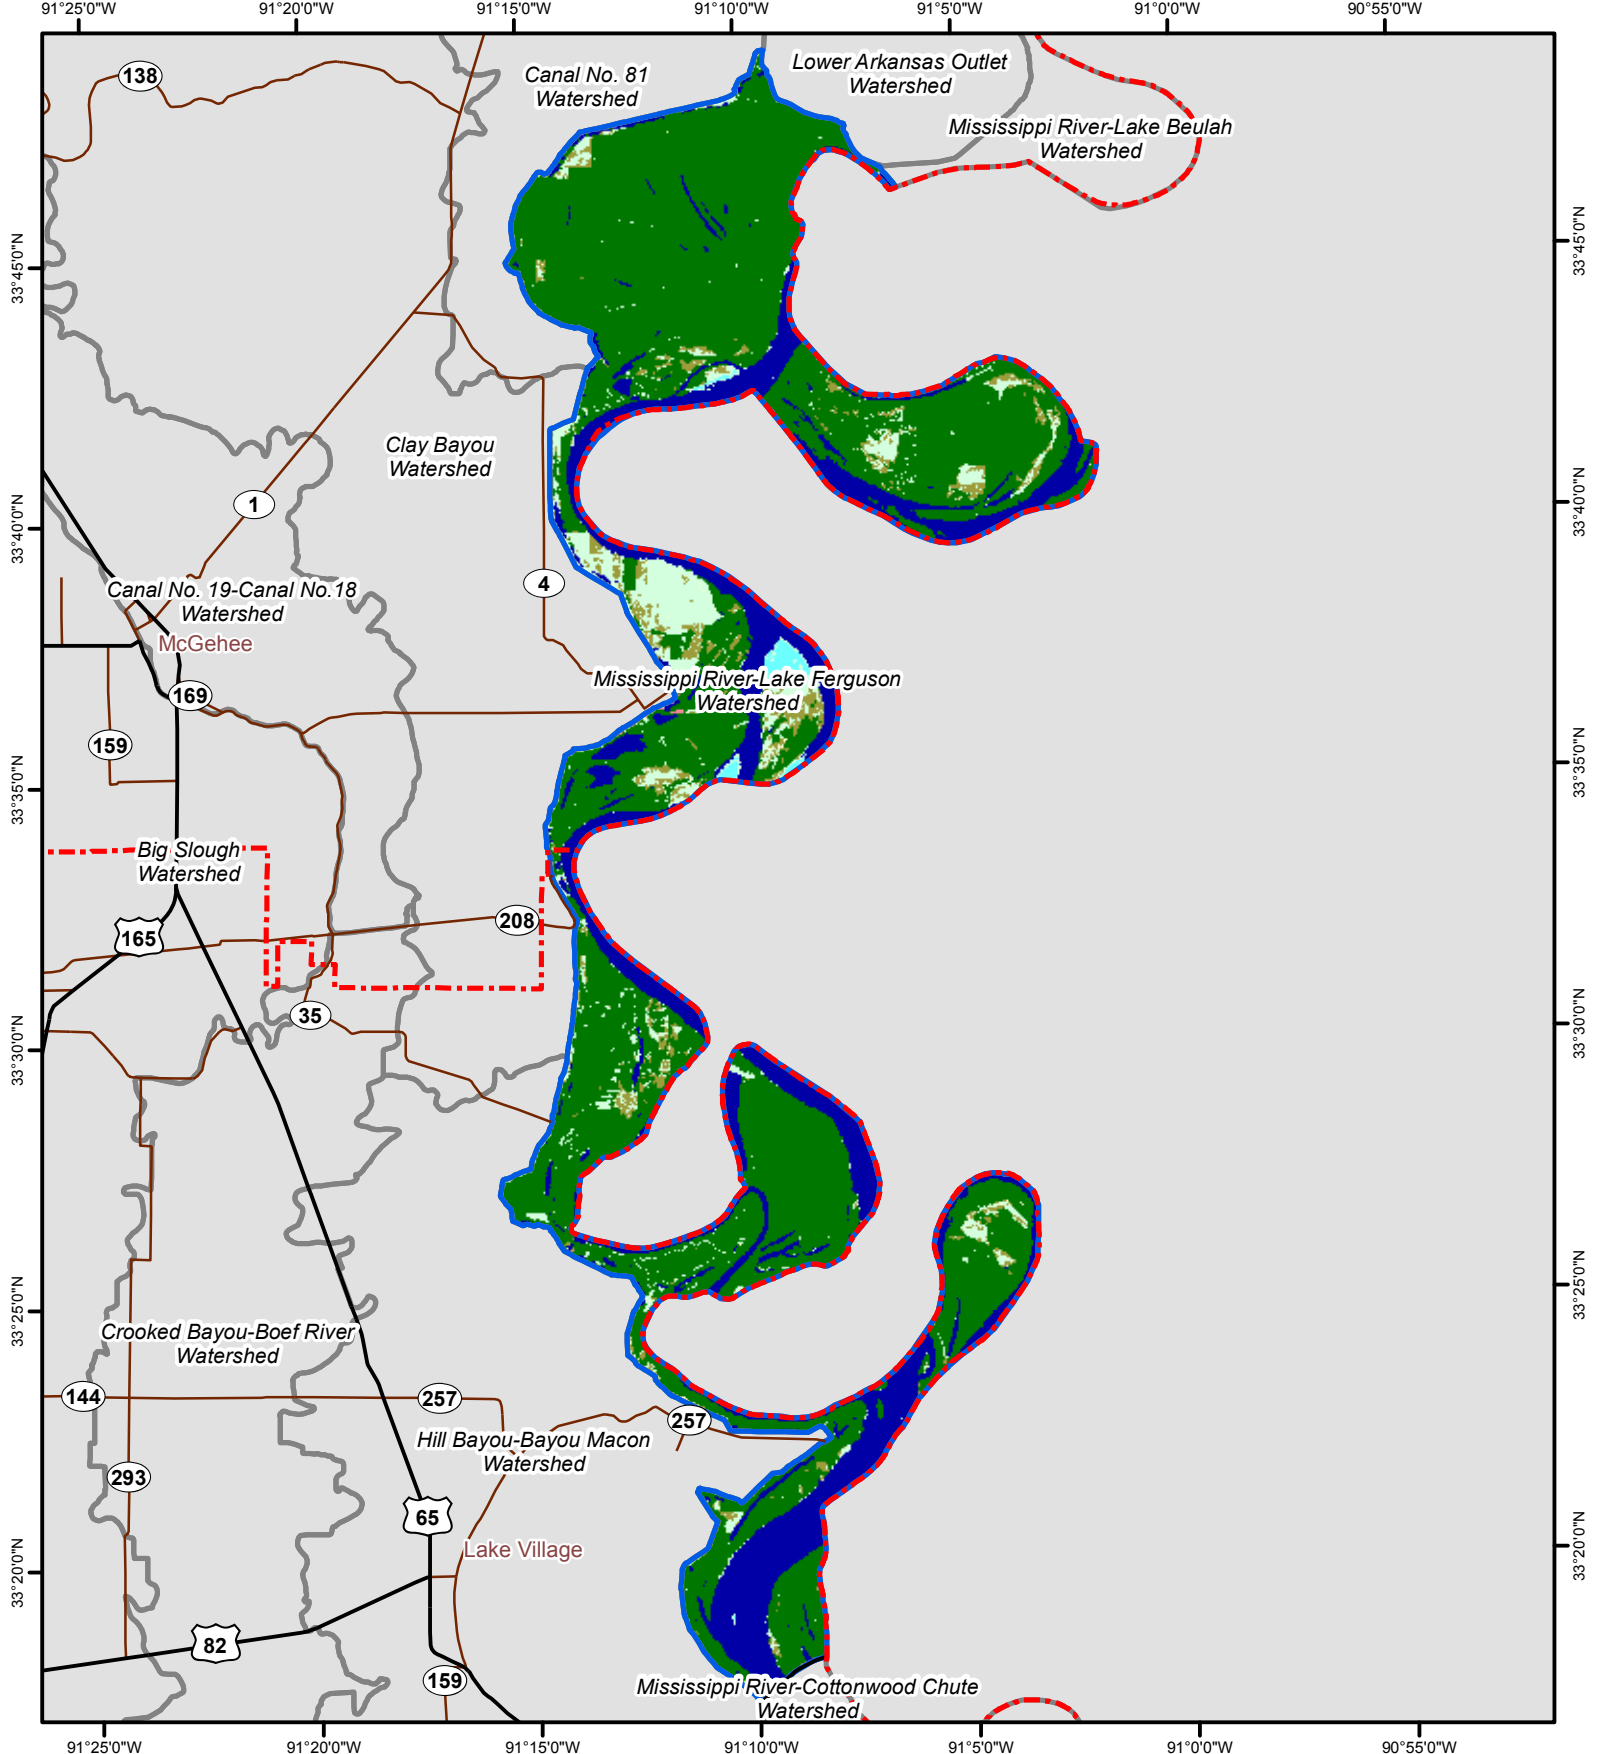 91°25'0"W
91°20'0"W
91°15'0"W
91°10'0"W
91°5'0"W
91°0'0"W
90°55'0"W
Canal No. 81
Watershed
Lower Arkansas Outlet
Watershed
Mississippi River-Lake Beulah
Watershed
138
33°45'0"N
33°45'0"N
Clay Bayou
Watershed
1
33°40'0"N
33°40'0"N
4
Canal No. 19-Canal No.18
Watershed
McGehee
169
Mississippi River-Lake Ferguson
Watershed
159
33°35'0"N
33°35'0"N
Big Slough
Watershed
165
208
35
33°30'0"N
33°30'0"N
33°25'0"N
33°25'0"N
Crooked Bayou-Boef River
Watershed
144
257
257
Hill Bayou-Bayou Macon
Watershed
293
65
Lake Village
33°20'0"N
33°20'0"N
82
159
Mississippi River-Cottonwood Chute
Watershed
91°25'0"W
91°20'0"W
91°15'0"W
91°10'0"W
91°5'0"W
91°0'0"W
90°55'0"W